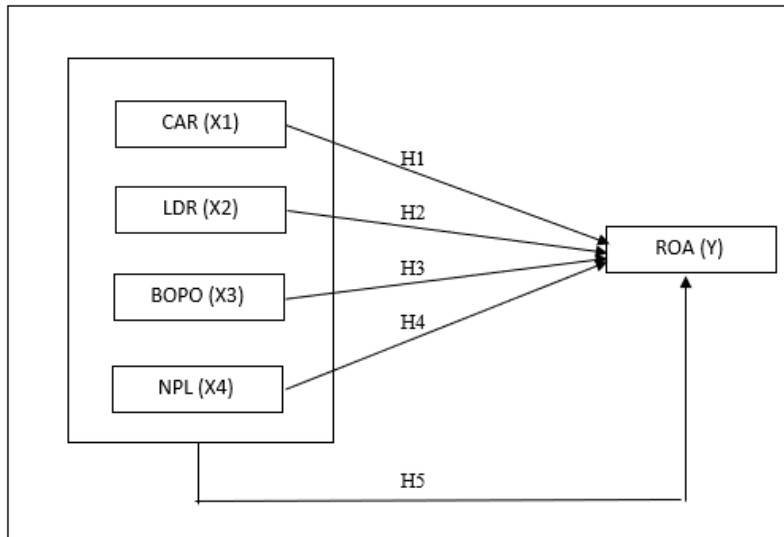 CAR (X1)
H1
LDR (X2)
H2
ROA (Y)
H3
BOPO (X3)
H4
NPL (X4)
H5